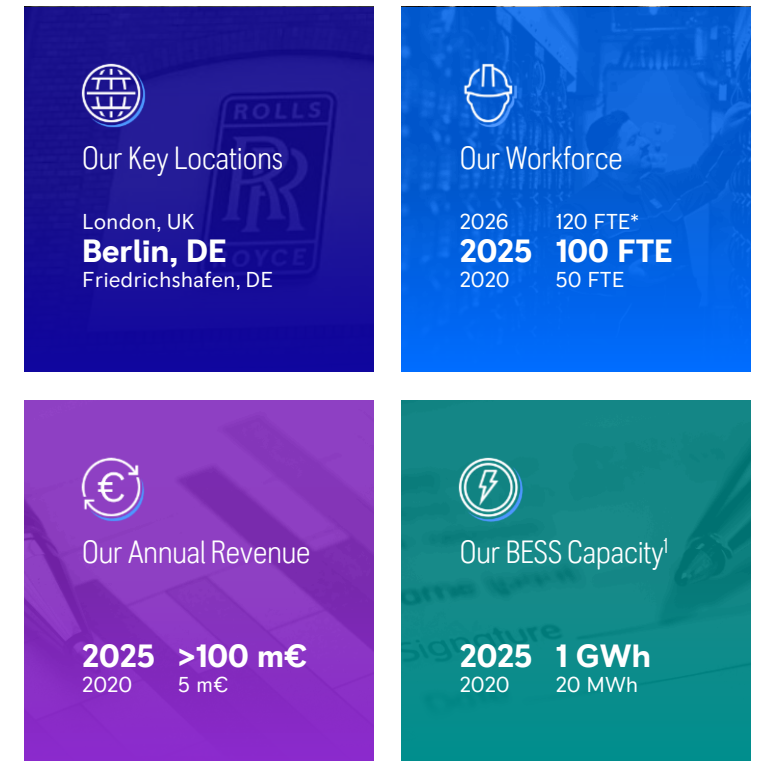 ROLLS
RR
ROYCE
Our Key Locations
London, UK
Berlin, DE
Friedrichshafen, DE
Our Workforce
2026 120 FTE*
2025 100 FTE
2020 50 FTE
€
Our Annual Revenue
2025 >100 m€
2020 5 m€
Our BESS Capacity¹
Signature
2025 1 GWh
2020 20 MWh